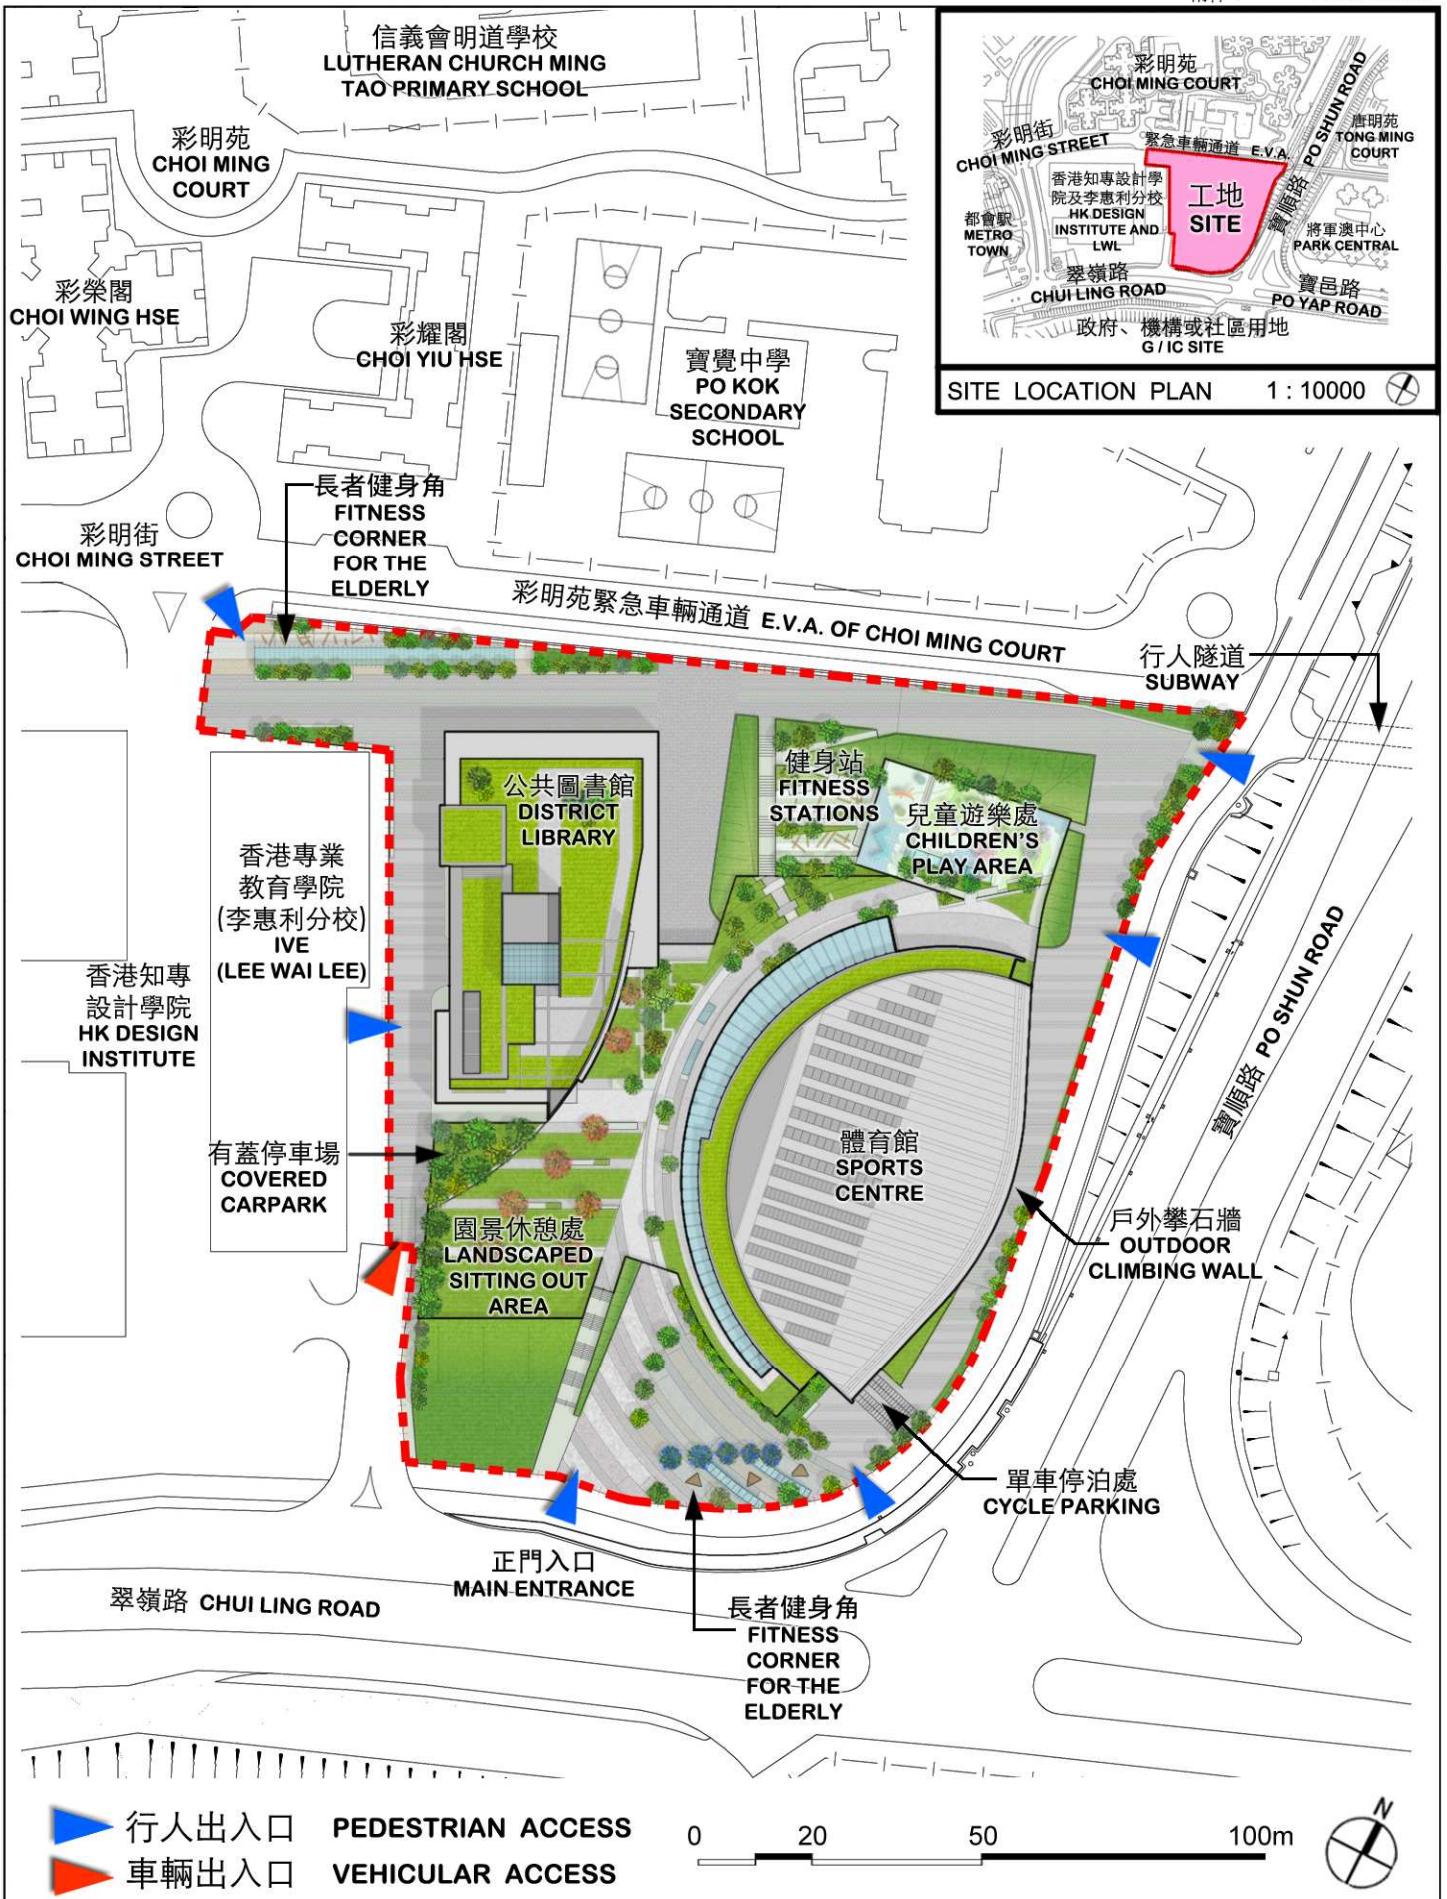 信義會明道學校
LUTHERAN CHURCH MING
TAO PRIMARY SCHOOL
彩明苑
CHOI MING
COURT
彩榮閣
CHOI WING HSE
彩耀閣
CHOI YIU HSE
寶覺中學
PO KOK
SECONDARY
SCHOOL
彩明苑
CHOI MING COURT
彩明街
CHOI MING STREET
緊急車輛通道 E.V.A.
寶順路 PO SHUN ROAD
唐明苑
TONG MING
COURT
香港知專設計學
院及李惠利分校
HK DESIGN
INSTITUTE AND
LWL
工地
SITE
都會駅
METRO
TOWN
將軍澳中心
PARK CENTRAL
翠嶺路
CHUI LING ROAD
寶邑路
PO YAP ROAD
政府、機構或社區用地
G / IC SITE
SITE LOCATION PLAN 1 : 10000
長者健身角
FITNESS
CORNER
FOR THE
ELDERLY
彩明街
CHOI MING STREET
彩明苑緊急車輛通道 E.V.A. OF CHOI MING COURT
行人隧道
SUBWAY
公共圖書館
DISTRICT
LIBRARY
健身站
FITNESS
STATIONS
兒童遊樂處
CHILDREN'S
PLAY AREA
香港專業
教育學院
(李惠利分校)
IVE
(LEE WAI LEE)
香港知專
設計學院
HK DESIGN
INSTITUTE
寶順路 PO SHUN ROAD
有蓋停車場
COVERED
CARPARK
體育館
SPORTS
CENTRE
園景休憩處
LANDSCAPED
SITTING OUT
AREA
戶外攀石牆
OUTDOOR
CLIMBING WALL
單車停泊處
CYCLE PARKING
正門入口
MAIN ENTRANCE
翠嶺路 CHUI LING ROAD
長者健身角
FITNESS
CORNER
FOR THE
ELDERLY
行人出入口 PEDESTRIAN ACCESS
車輛出入口 VEHICULAR ACCESS
0 20 50 100m
N